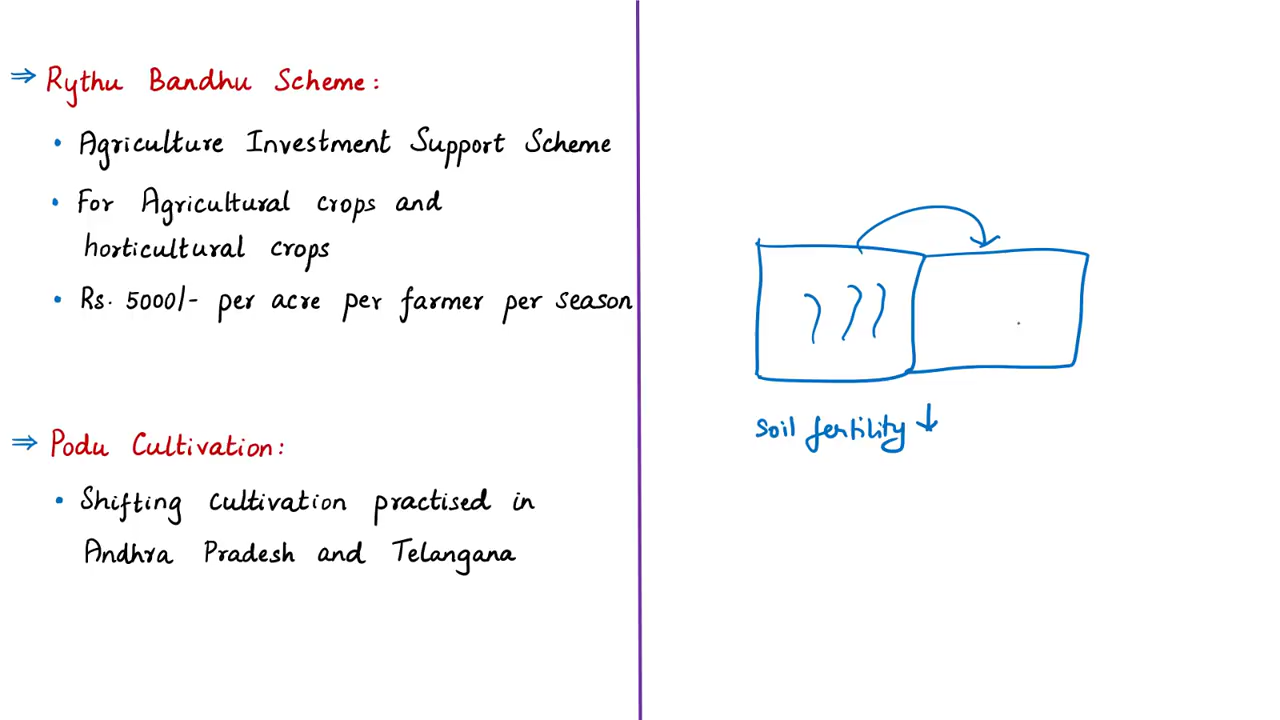 ⇒ Rythu Bandhu Scheme:
• Agriculture Investment Support Scheme
• For Agricultural crops and
horticultural crops
• Rs. 5000/- per acre per farmer per season
⇒ Podu Cultivation:
• Shifting cultivation practised in
Andhra Pradesh and Telangana
Soil fertility ↓